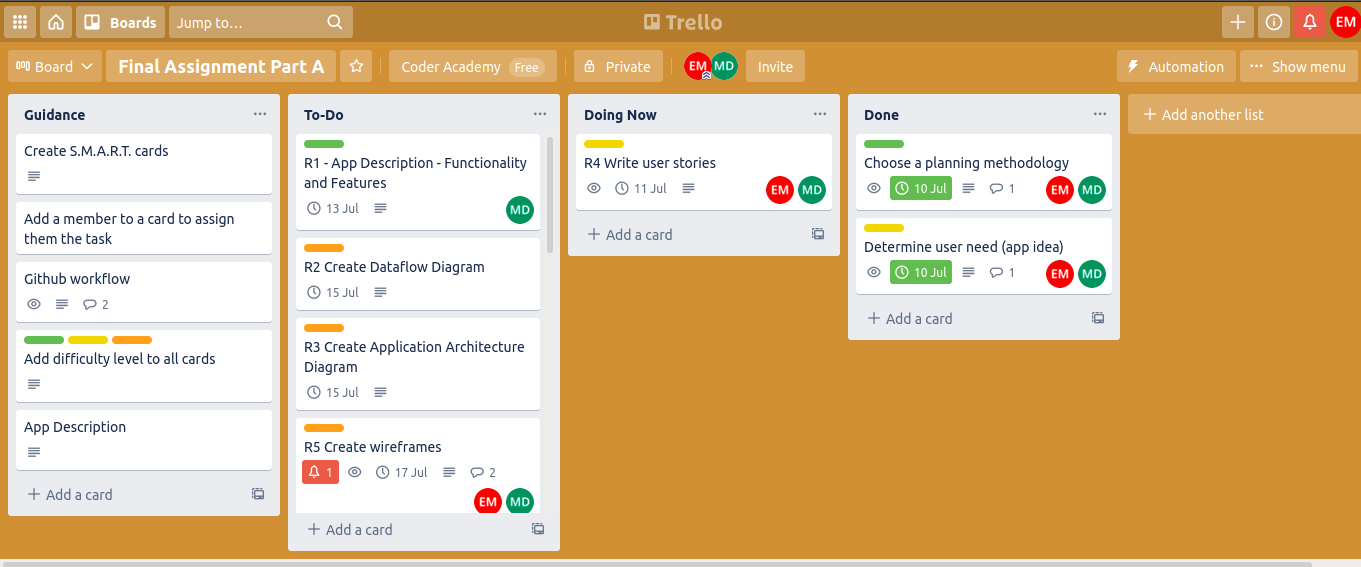 Boards
Jump to...
Trello
EM
Board
Final Assignment Part A
Coder Academy Free
Private
EM MD
Invite
Automation
... Show menu
Guidance ...
Create S.M.A.R.T. cards
Add a member to a card to assign
them the task
Github workflow
2
Add difficulty level to all cards
App Description
+ Add a card
To-Do ...
R1 - App Description - Functionality
and Features
13 Jul
MD
R2 Create Dataflow Diagram
15 Jul
R3 Create Application Architecture
Diagram
15 Jul
R5 Create wireframes
1 17 Jul 2
EM MD
+ Add a card
Doing Now ...
R4 Write user stories
11 Jul
EM MD
+ Add a card
Done ...
Choose a planning methodology
10 Jul 1 EM MD
Determine user need (app idea)
10 Jul 1 EM MD
+ Add a card
+ Add another list